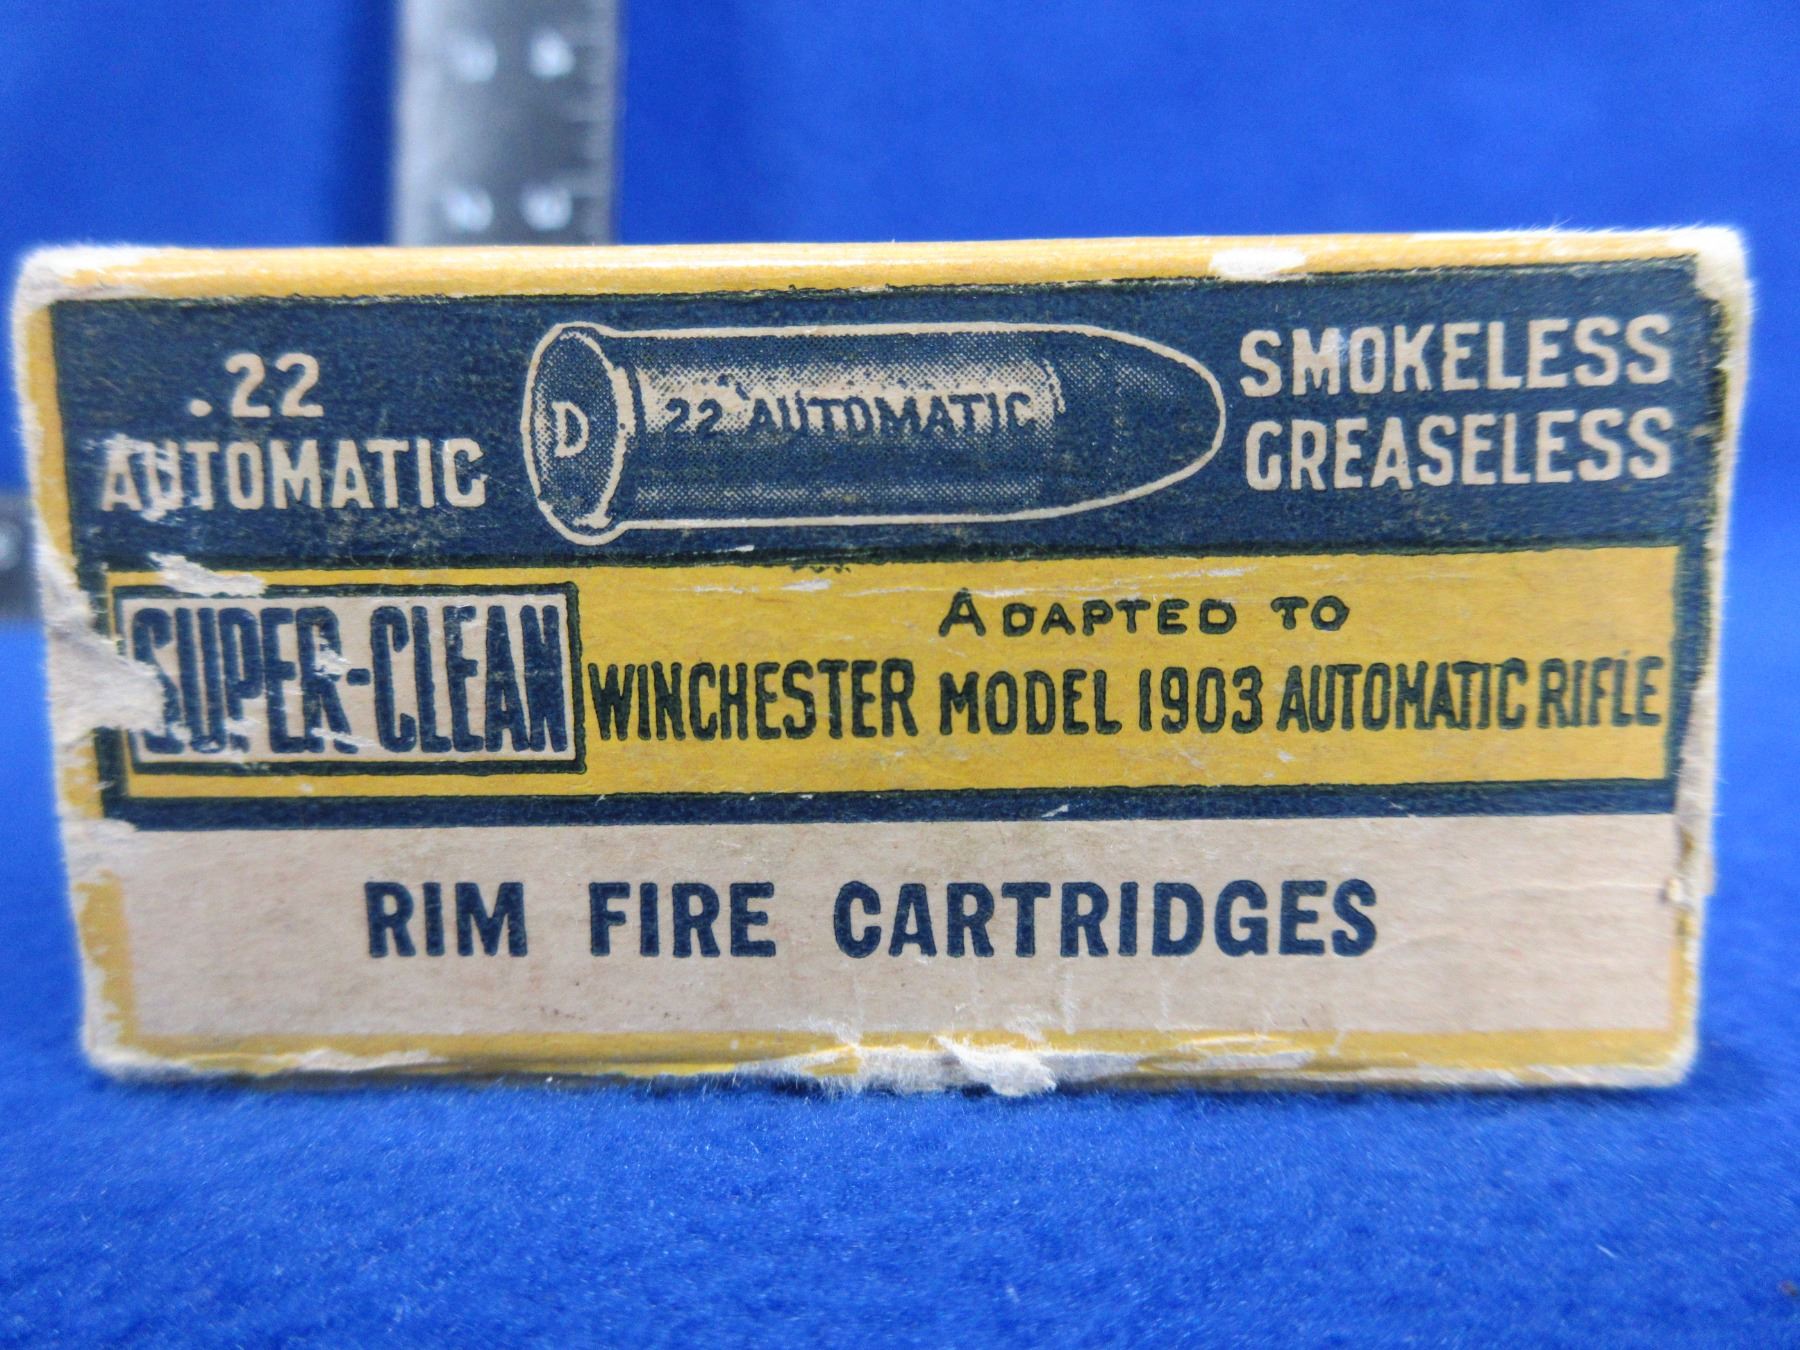 .22
AUTOMATIC
D
22 AUTOMATIC
SMOKELESS
GREASELESS
SUPER-CLEAN
ADAPTED TO
WINCHESTER MODEL 1903 AUTOMATIC RIFLE
RIM FIRE CARTRIDGES